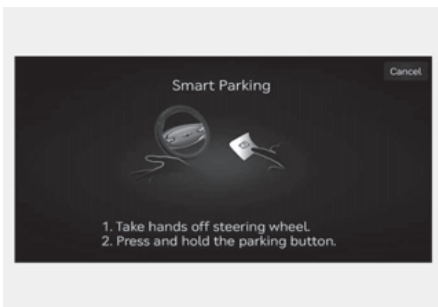 Cancel
Smart Parking
1. Take hands off steering wheel.
2. Press and hold the parking button.